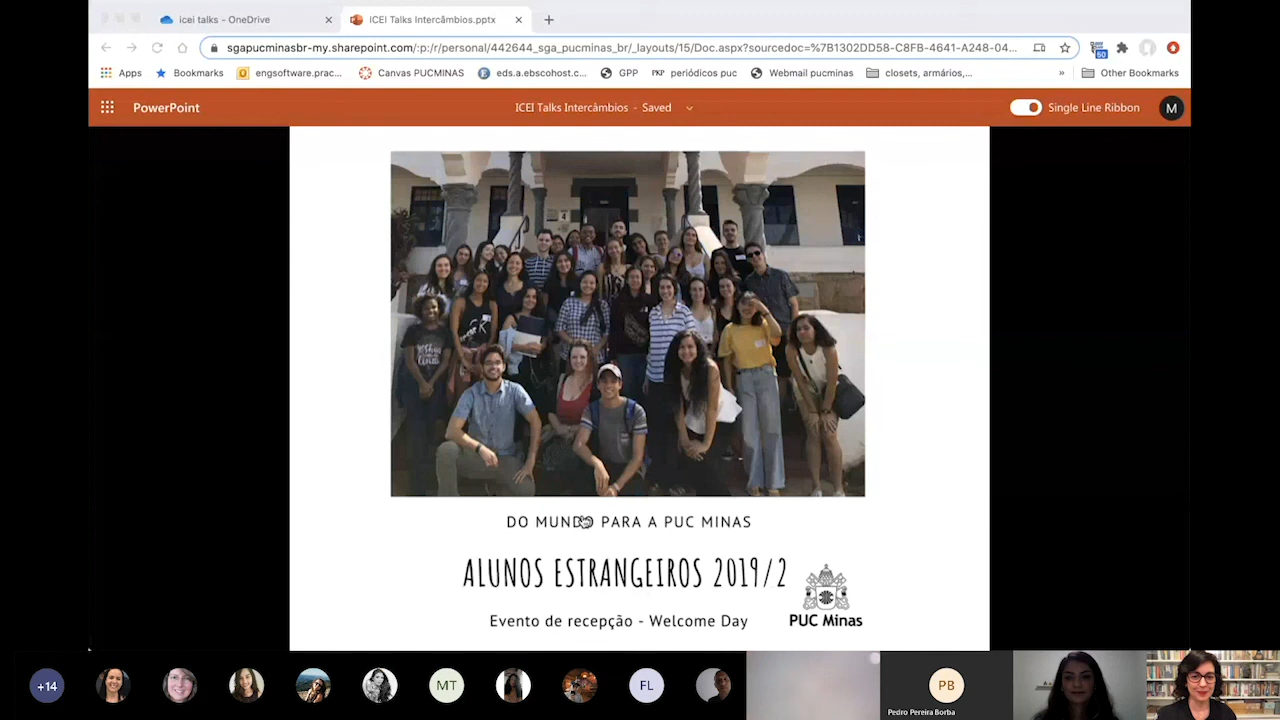 icei talks - OneDrive
ICEI Talks Intercâmbios.pptx
sgapucminasbr-my.sharepoint.com/:p:/r/personal/442644_sga_pucminas_br/_layouts/15/Doc.aspx?sourcedoc=%7B1302DD58-C8FB-4641-A248-04...
50
Apps
Bookmarks
engsoftware.prac...
Canvas PUCMINAS
eds.a.ebscohost.c...
GPP
PKP periódicos puc
Webmail pucminas
closets, armários,...
»
Other Bookmarks
PowerPoint
ICEI Talks Intercâmbios - Saved
Single Line Ribbon
M
DO MUNDO PARA A PUC MINAS
ALUNOS ESTRANGEIROS 2019/2
Evento de recepção - Welcome Day
PUC Minas
+14
MT
FL
PB
Pedro Pereira Borba